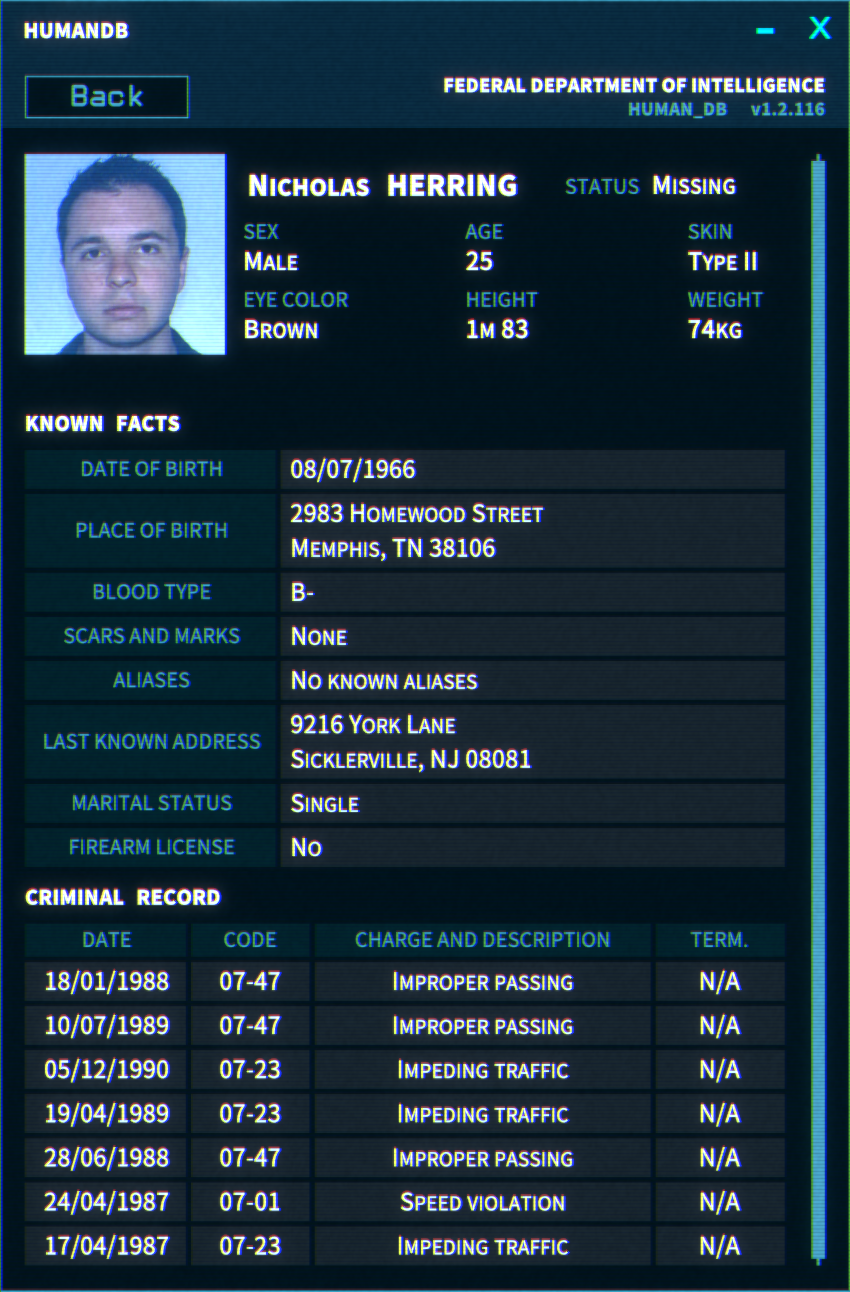 HUMANDB
– X
Back
FEDERAL DEPARTMENT OF INTELLIGENCE
HUMAN_DB v1.2.116
Nicholas HERRING STATUS Missing
SEX AGE SKIN
Male 25 Type II
EYE COLOR HEIGHT WEIGHT
Brown 1m 83 74kg
KNOWN FACTS
DATE OF BIRTH 08/07/1966
PLACE OF BIRTH 2983 Homewood Street
Memphis, TN 38106
BLOOD TYPE B-
SCARS AND MARKS None
ALIASES No known aliases
LAST KNOWN ADDRESS 9216 York Lane
Sicklerville, NJ 08081
MARITAL STATUS Single
FIREARM LICENSE No
CRIMINAL RECORD
DATE CODE CHARGE AND DESCRIPTION TERM.
18/01/1988 07-47 Improper passing N/A
10/07/1989 07-47 Improper passing N/A
05/12/1990 07-23 Impeding traffic N/A
19/04/1989 07-23 Impeding traffic N/A
28/06/1988 07-47 Improper passing N/A
24/04/1987 07-01 Speed violation N/A
17/04/1987 07-23 Impeding traffic N/A